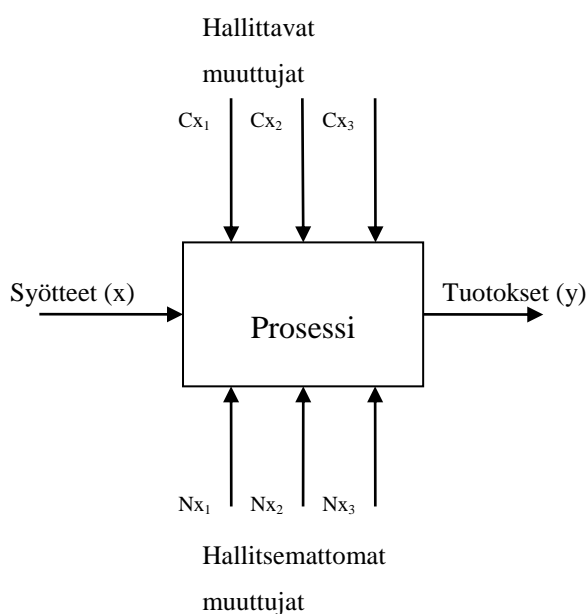 Hallittavat
muuttujat
Cx₁ Cx₂ Cx₃
Syötteet (x)
Prosessi
Tuotokset (y)
Nx₁ Nx₂ Nx₃
Hallitsemattomat
muuttujat